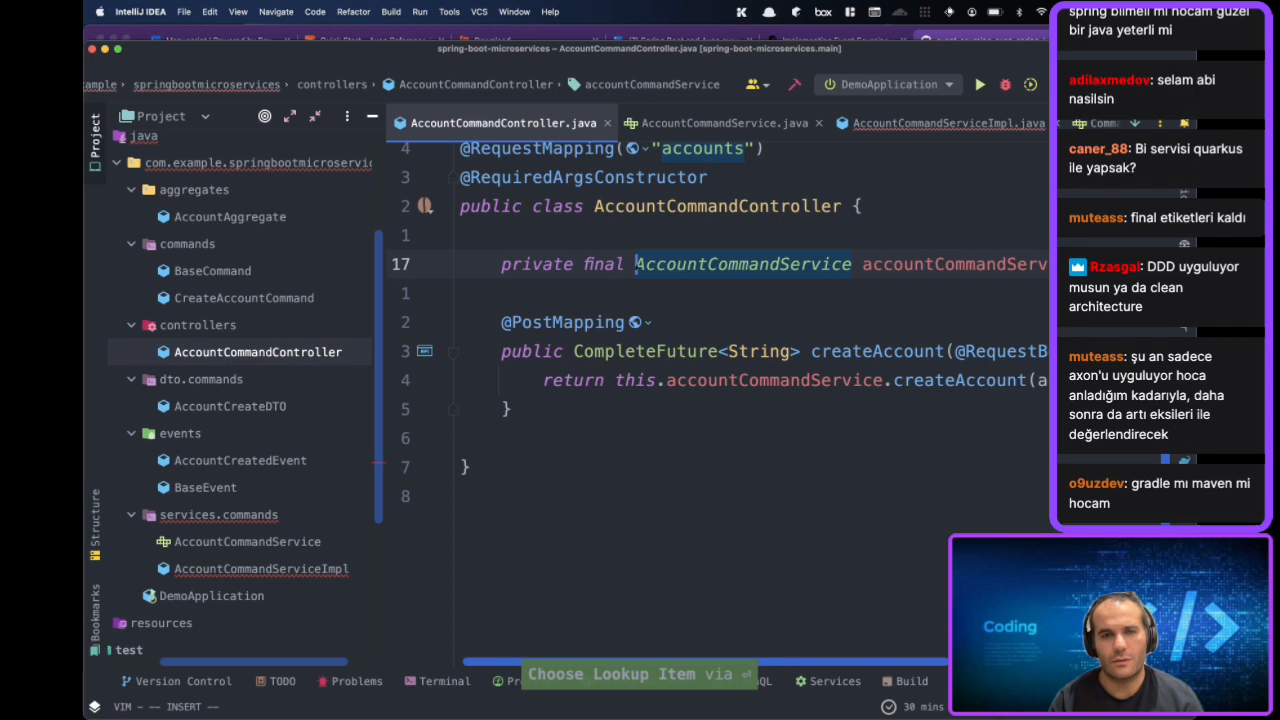 IntelliJ IDEA File Edit View Navigate Code Refactor Build Run Tools VCS Window Help
box
spring-boot-microservices – AccountCommandController.java [spring-boot-microservices.main]
ample springbootmicroservices controllers AccountCommandController accountCommandService
DemoApplication
Project
Project
Structure
Bookmarks
java
com.example.springbootmicroservic
aggregates
AccountAggregate
commands
BaseCommand
CreateAccountCommand
controllers
AccountCommandController
dto.commands
AccountCreateDTO
events
AccountCreatedEvent
BaseEvent
services.commands
AccountCommandService
AccountCommandServiceImpl
DemoApplication
resources
test
AccountCommandController.java AccountCommandService.java AccountCommandServiceImpl.java
4 @RequestMapping("accounts")
3 @RequiredArgsConstructor
2 public class AccountCommandController {
1
17 private final AccountCommandService accountCommandServ
1
2 @PostMapping
3 public CompleteFuture<String> createAccount(@RequestB
4 return this.accountCommandService.createAccount(a
5 }
6
7 }
8
Choose Lookup Item via ⏎
Version Control TODO Problems Terminal Services Build
VIM – –– INSERT ––
30 mins
spring bilmeli mi hocam güzel
bir java yeterli mi
adilaxmedov: selam abi
nasilsin
caner_88: Bi servisi quarkus
ile yapsak?
muteass: final etiketleri kaldı
Rzasgal: DDD uyguluyor
musun ya da clean
architecture
muteass: şu an sadece
axon'u uyguluyor hoca
anladığım kadarıyla, daha
sonra da artı eksileri ile
değerlendirecek
o9uzdev: gradle mı maven mi
hocam
Coding